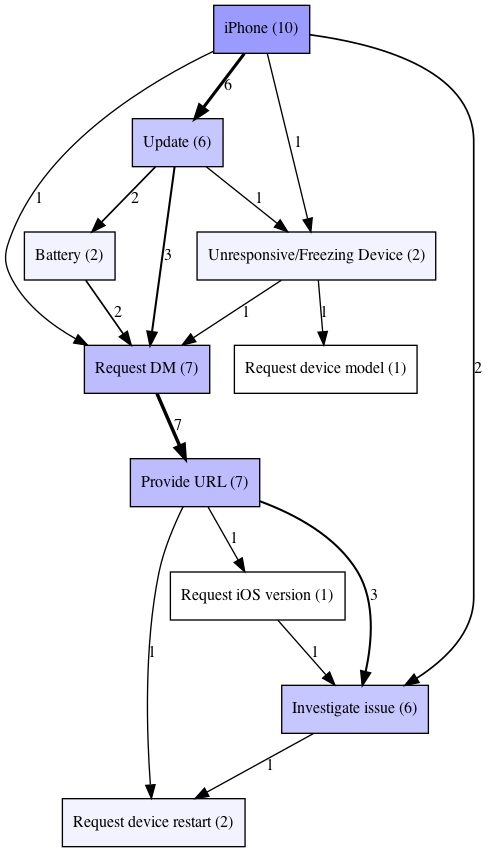 iPhone (10)
6
Update (6)
1
1
2
1
3
Battery (2)
Unresponsive/Freezing Device (2)
2
1
1
Request DM (7)
Request device model (1)
2
7
Provide URL (7)
1
Request iOS version (1)
3
1
1
Investigate issue (6)
1
Request device restart (2)